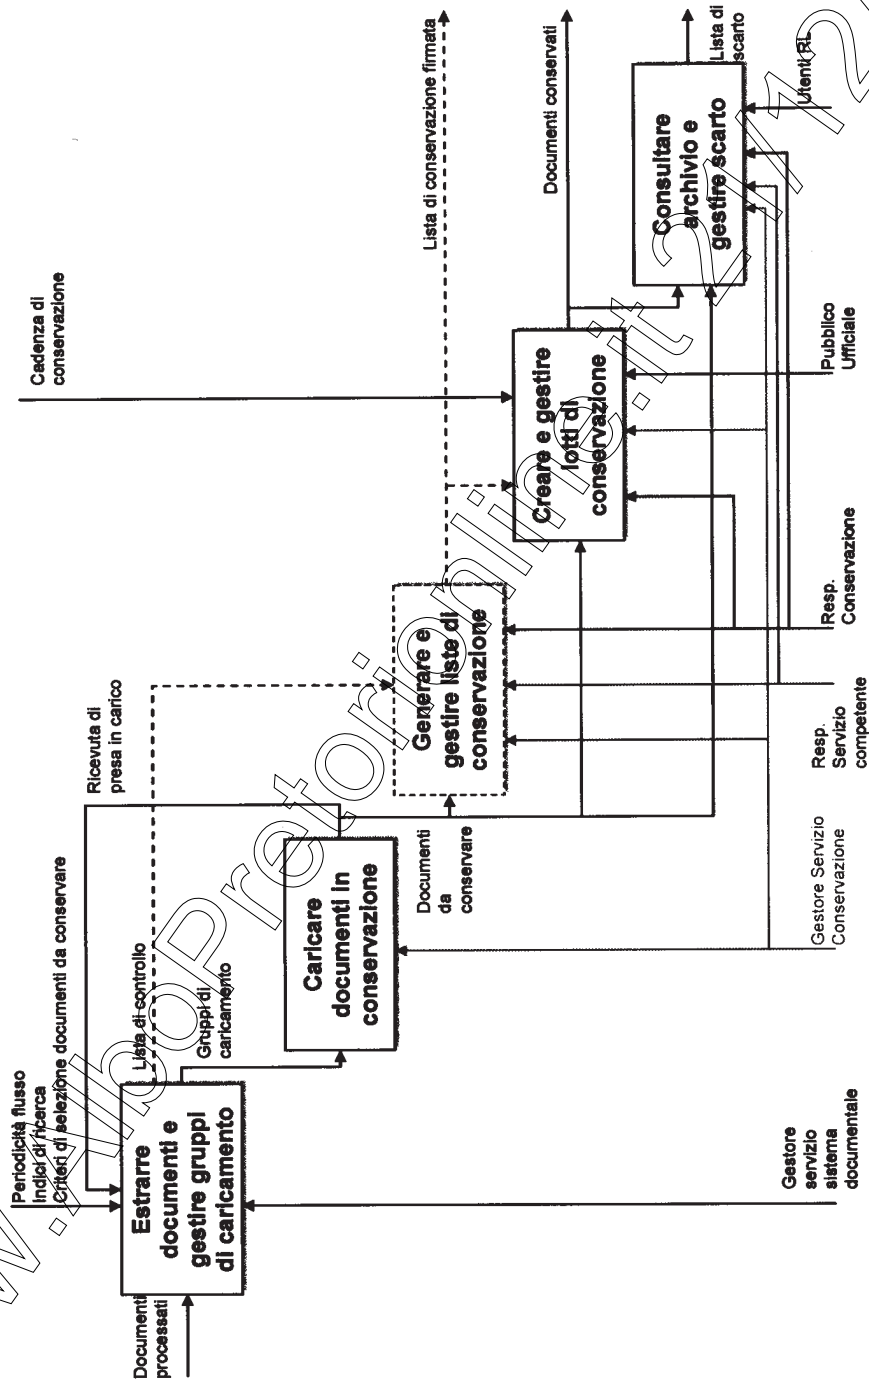 Periodicità flusso
Indici di ricerca
Criteri di selezione documenti da conservare
Ricevuta di
presa in carico
Cadenza di
conservazione
Lista di controllo
Gruppi di
caricamento
Documenti
processati
Estrarre
documenti e
gestire gruppi
di caricamento
Caricare
documenti in
conservazione
Documenti
da
conservare
Generare e
gestire liste di
conservazione
Lista di conservazione firmata
Creare e gestire
lotti di
conservazione
Documenti conservati
Consultare
archivio e
gestire scarto
Lista di
scarto
Gestore
servizio
sistema
documentale
Gestore Servizio
Conservazione
Resp.
Servizio
competente
Resp.
Conservazione
Pubblico
Ufficiale
Utenti RL
w.AlboPretorionline.it